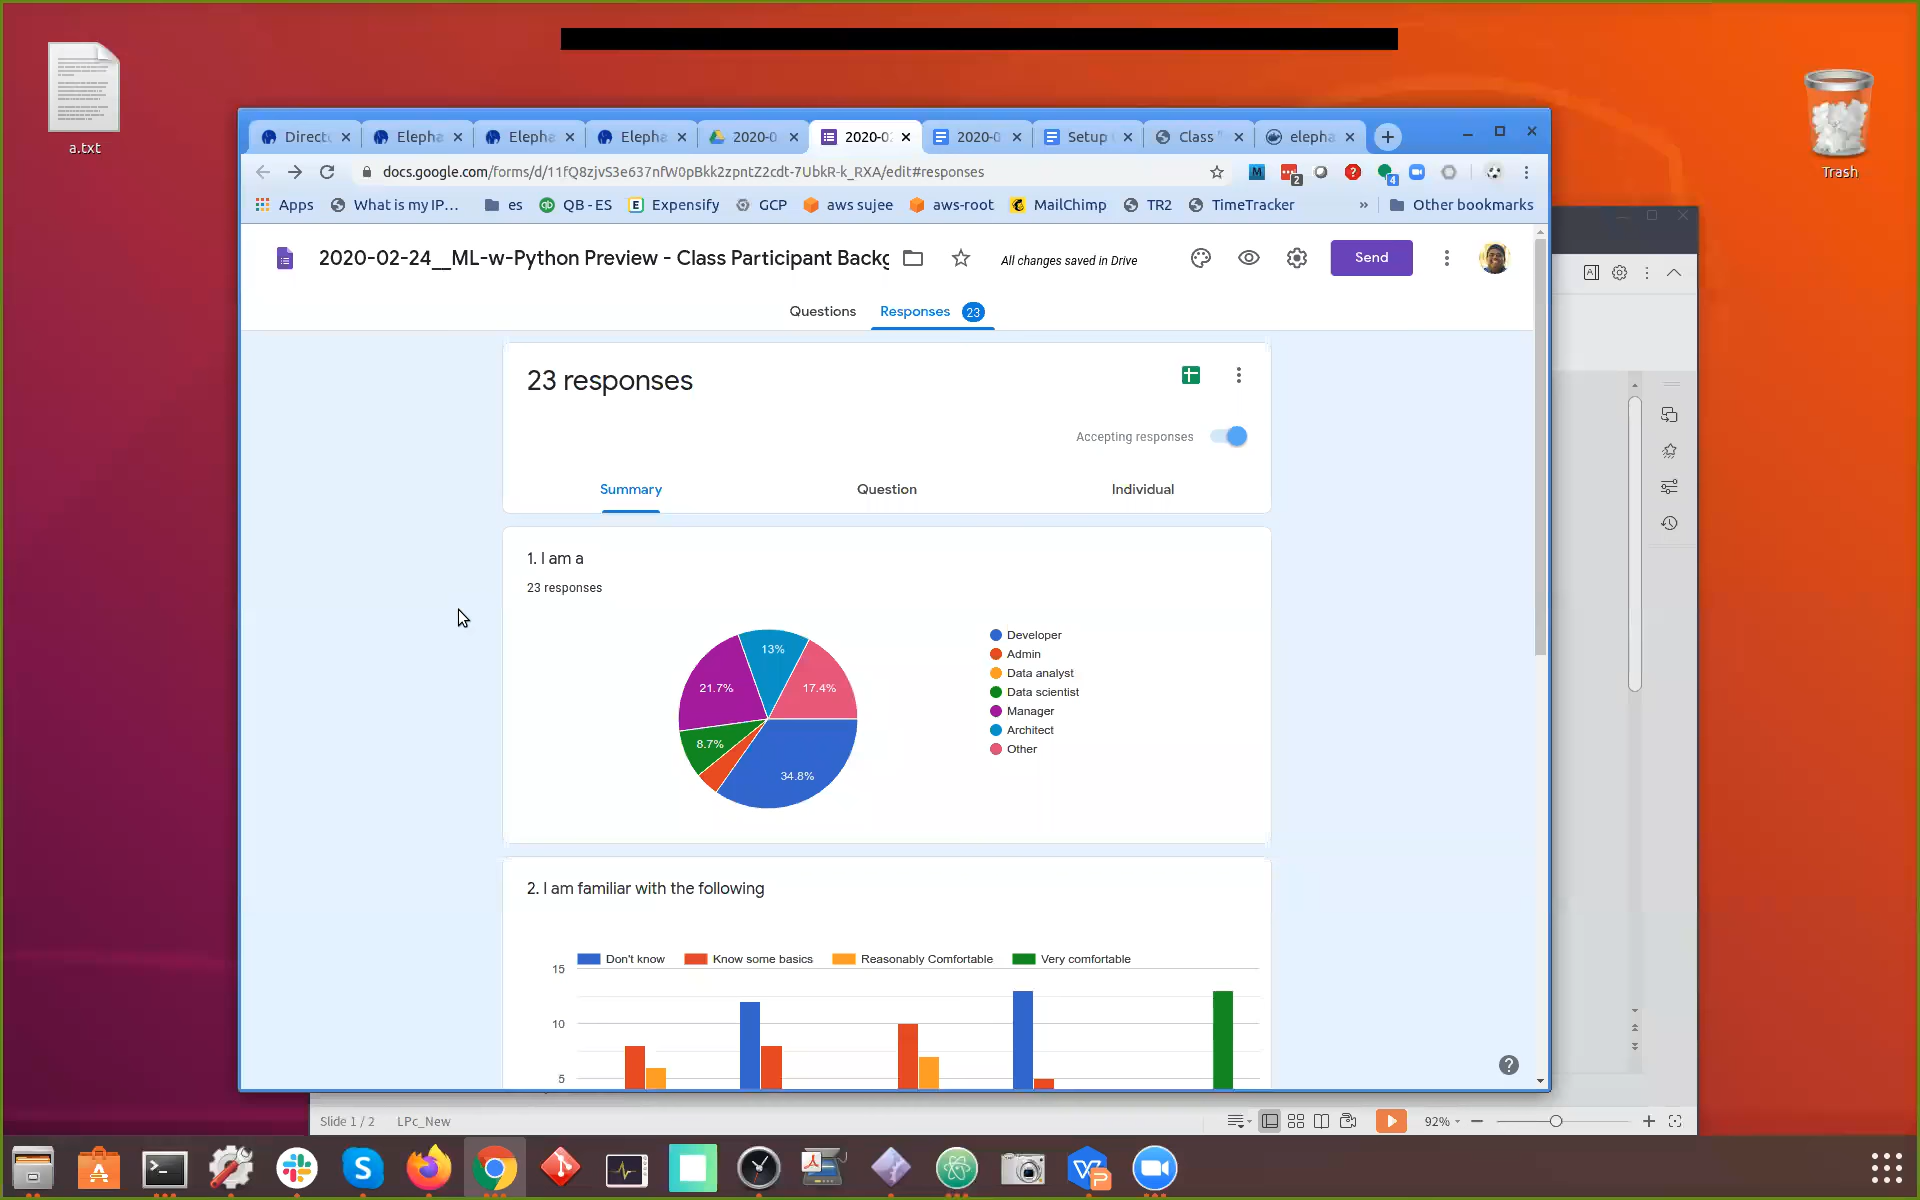 a.txt
Trash
Directo
Elepha
Elepha
Elepha
2020-0
2020-02
2020-0
Setup
Class
elepha
docs.google.com/forms/d/11fQ8zjvS3e637nfW0pBkk2zpntZ2cdt-7UbkR-k_RXA/edit#responses
M
2
?
4
Apps
What is my IP...
es
QB - ES
Expensify
GCP
aws sujee
aws-root
MailChimp
TR2
TimeTracker
»
Other bookmarks
2020-02-24__ML-w-Python Preview - Class Participant Backg
All changes saved in Drive
Send
Questions
Responses 23
23 responses
Accepting responses
Summary
Question
Individual
1. I am a
23 responses
13%
17.4%
21.7%
8.7%
34.8%
Developer
Admin
Data analyst
Data scientist
Manager
Architect
Other
2. I am familiar with the following
Don't know
Know some basics
Reasonably Comfortable
Very comfortable
15
10
5
Slide 1 / 2
LPc_New
92%